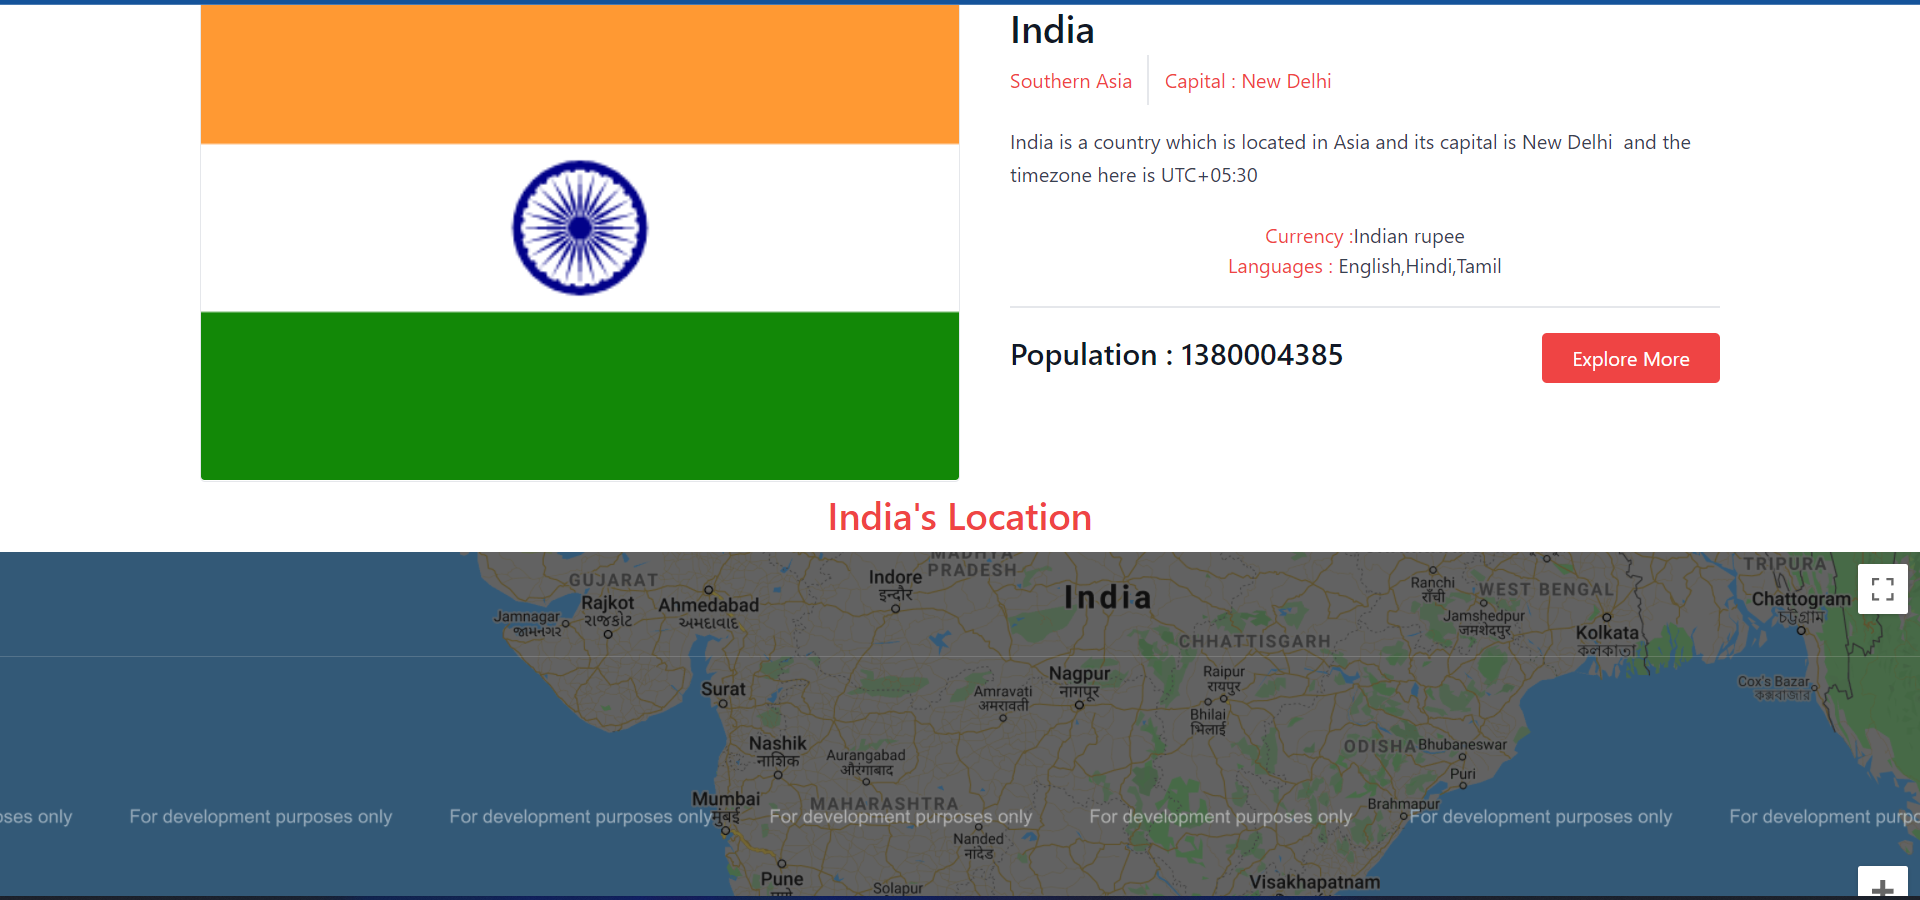 India
Southern Asia
Capital : New Delhi
India is a country which is located in Asia and its capital is New Delhi  and the
timezone here is UTC+05:30
Currency :Indian rupee
Languages : English,Hindi,Tamil
Population : 1380004385
Explore More
India's Location
MADHYA
PRADESH
GUJARAT
Indore
इन्दौर
India
Ranchi
राँची
WEST BENGAL
TRIPURA
Rajkot
રાજકોટ
Ahmedabad
અમદાવાદ
Jamnagar
જામનગર
Jamshedpur
जमशेदपुर
Chattogram
চট্টগ্রাম
Kolkata
কলকাতা
CHHATTISGARH
Nagpur
नागपूर
Raipur
रायपुर
Surat
Amravati
अमरावती
Cox's Bazar
কক্সবাজার
Bhilai
भिलाई
Nashik
नाशिक
Aurangabad
औरंगाबाद
ODISHA
Bhubaneswar
Puri
Mumbai
मुंबई
MAHARASHTRA
Brahmapur
oses only
For development purposes only
For development purposes only
For development purposes only
For development purposes only
For development purposes only
For development purpo
Nanded
नांदेड
Pune
Solapur
Visakhapatnam